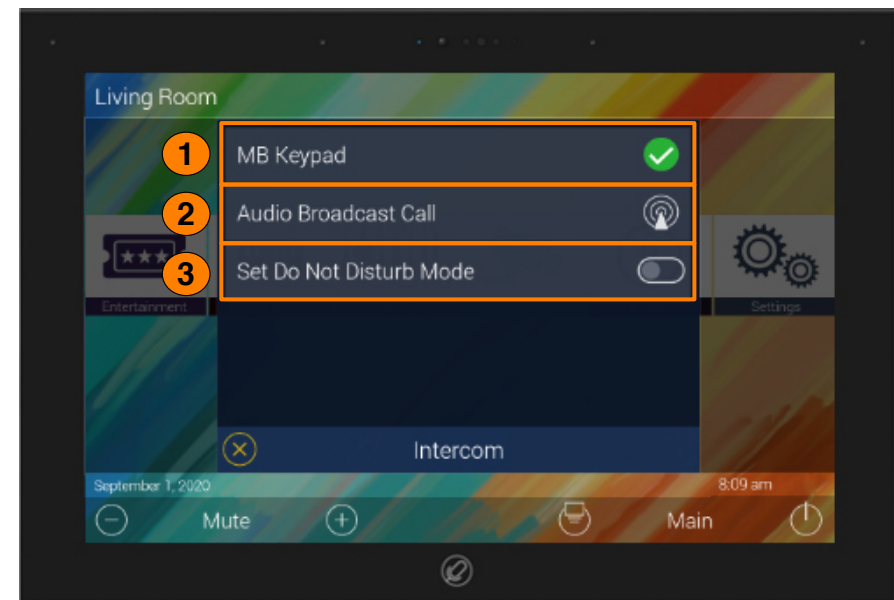 Living Room
1 MB Keypad
2 Audio Broadcast Call
3 Set Do Not Disturb Mode
Entertainment
Settings
Intercom
September 1, 2020
8:09 am
Mute
Main